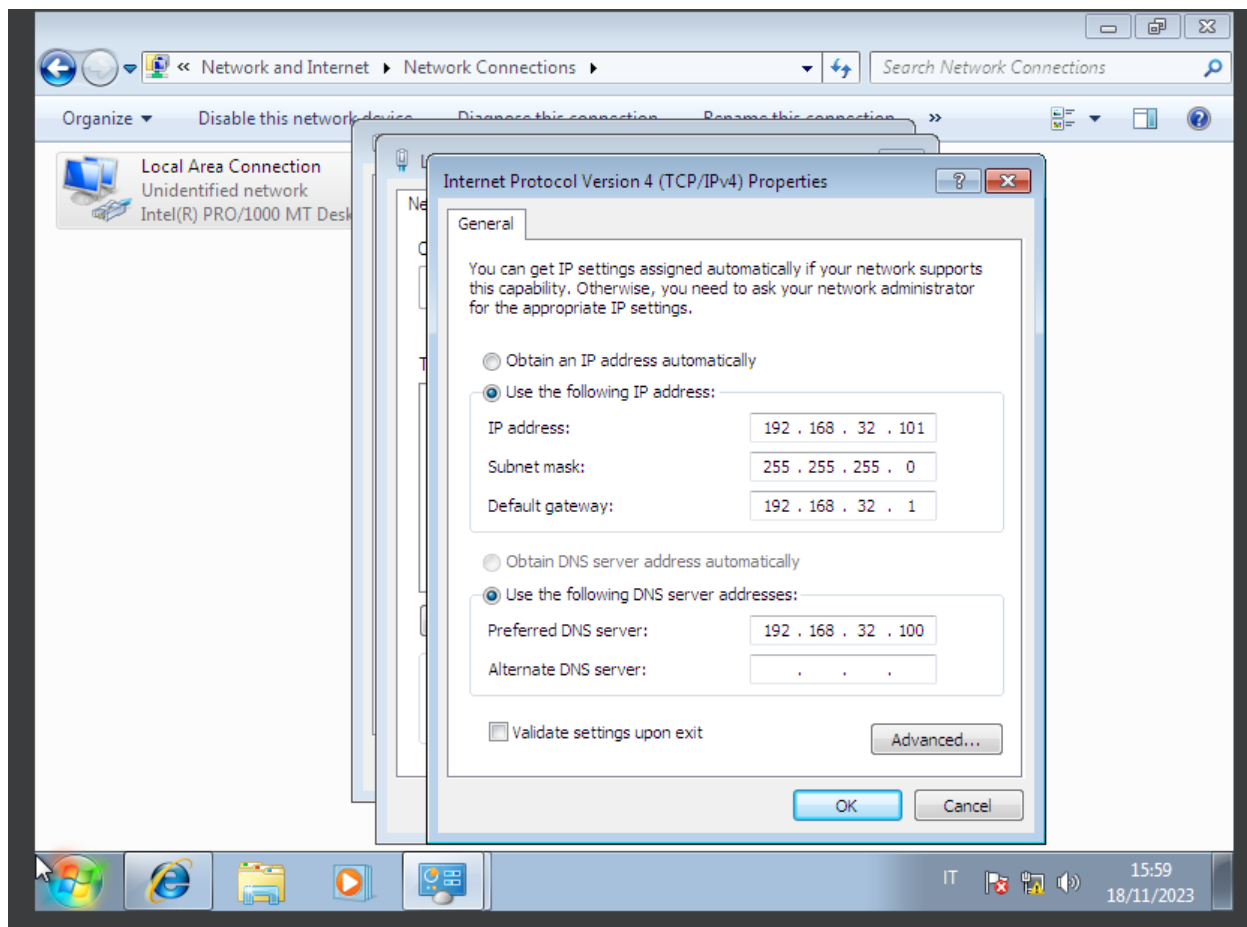 « Network and Internet Network Connections
Search Network Connections
Organize Disable this network device Diagnose this connection Rename this connection »
Local Area Connection
Unidentified network
Intel(R) PRO/1000 MT Desk
Internet Protocol Version 4 (TCP/IPv4) Properties
General
You can get IP settings assigned automatically if your network supports
this capability. Otherwise, you need to ask your network administrator
for the appropriate IP settings.
Obtain an IP address automatically
Use the following IP address:
IP address: 192 . 168 . 32 . 101
Subnet mask: 255 . 255 . 255 . 0
Default gateway: 192 . 168 . 32 . 1
Obtain DNS server address automatically
Use the following DNS server addresses:
Preferred DNS server: 192 . 168 . 32 . 100
Alternate DNS server: . . .
Validate settings upon exit
Advanced...
OK Cancel
IT
15:59
18/11/2023